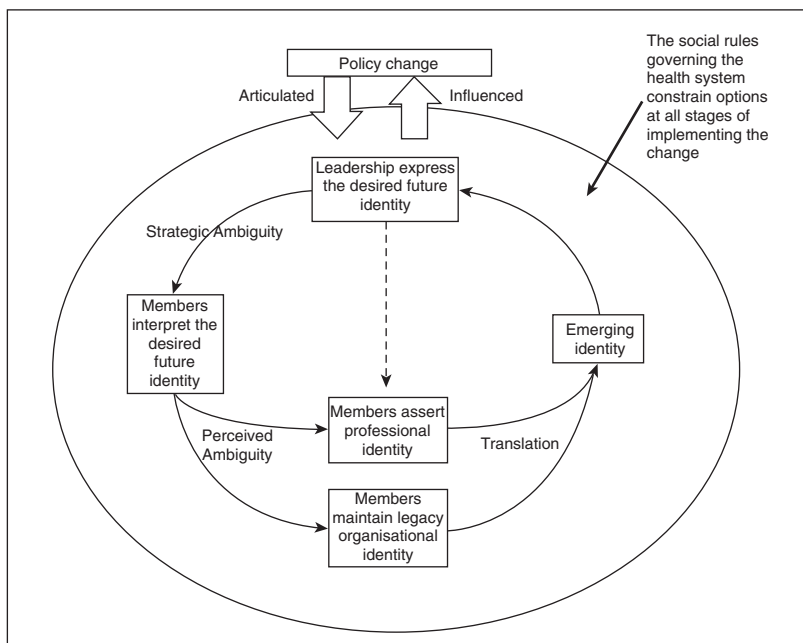 Policy change
Articulated
Influenced
The social rules
governing the
health system
constrain options
at all stages of
implementing the
change
Leadership express
the desired future
identity
Strategic Ambiguity
Members
interpret the
desired
future
identity
Emerging
identity
Members assert
professional
identity
Perceived
Ambiguity
Translation
Members
maintain legacy
organisational
identity